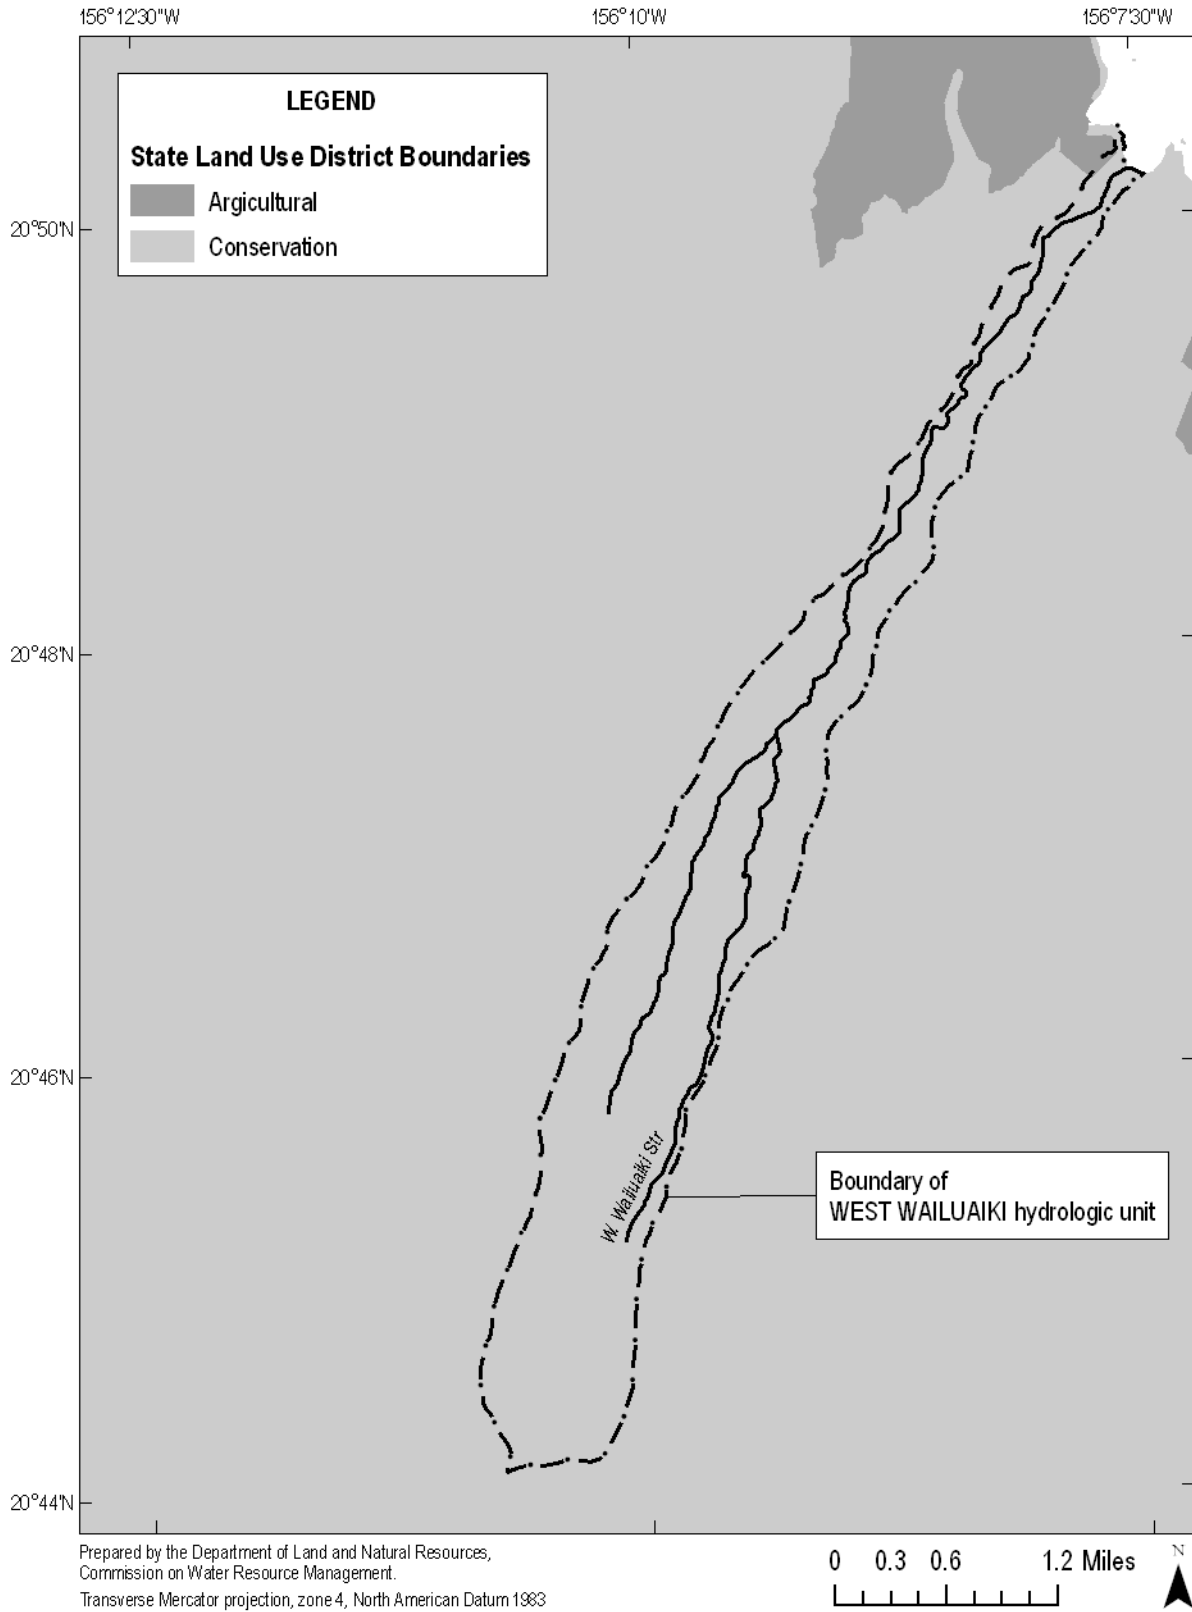 156°12'30"W
156°10'W
156°7'30"W
LEGEND
State Land Use District Boundaries
Argicultural
Conservation
20°50'N
20°48'N
20°46'N
W. Wailuaiki Str
Boundary of
WEST WAILUAIKI hydrologic unit
20°44'N
Prepared by the Department of Land and Natural Resources,
Commission on Water Resource Management.
Transverse Mercator projection, zone 4, North American Datum 1983
0 0.3 0.6 1.2 Miles
N